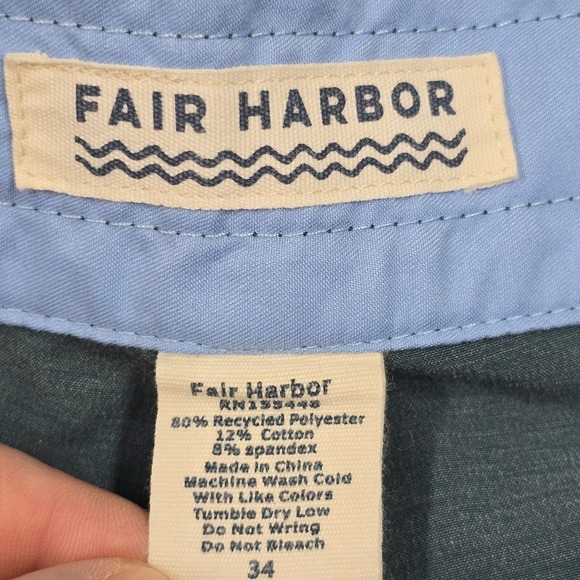 FAIR HARBOR
Fair Harbor
RN155448
80% Recycled Polyester
12% Cotton
8% spandex
Made in China
Machine Wash Cold
With Like Colors
Tumble Dry Low
Do Not Wring
Do Not Bleach
34